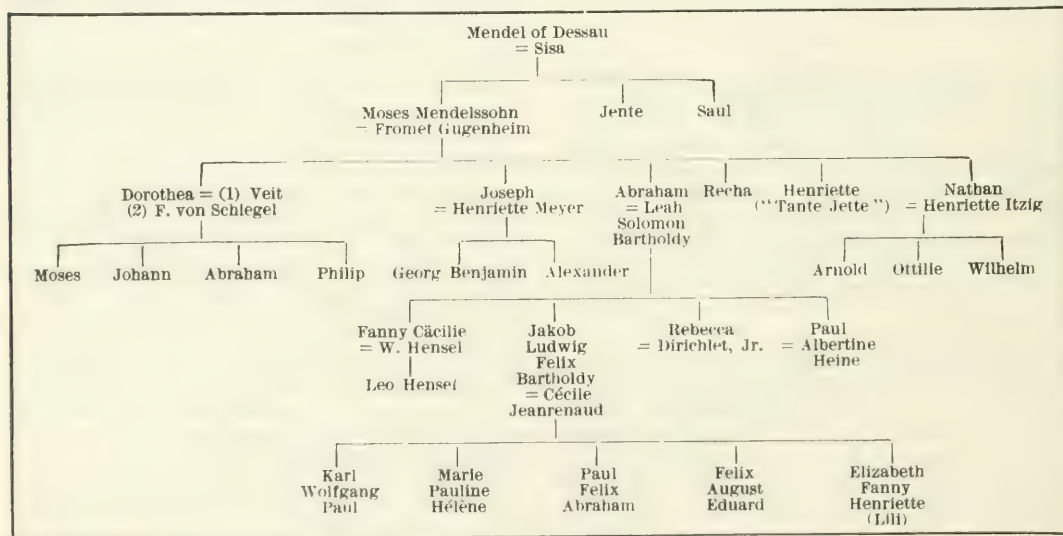 Mendel of Dessau
= Sisa
Moses Mendelssohn
= Fromet Gugenheim
Jente
Saul
Dorothea = (1) Veit
(2) F. von Schlegel
Joseph
= Henriette Meyer
Abraham
= Leah
Solomon
Bartholdy
Recha
Henriette
("Tante Jette")
Nathan
= Henriette Itzig
Moses
Johann
Abraham
Philip
Georg Benjamin
Alexander
Arnold
Ottilie
Wilhelm
Fanny Cäcilie
= W. Hensel
Leo Hensel
Jakob
Ludwig
Felix
Bartholdy
= Cécile
Jeanrenaud
Rebecca
= Dirichlet, Jr.
Paul
= Albertine
Heine
Karl
Wolfgang
Paul
Marie
Pauline
Hélène
Paul
Felix
Abraham
Felix
August
Eduard
Elizabeth
Fanny
Henriette
(Lili)